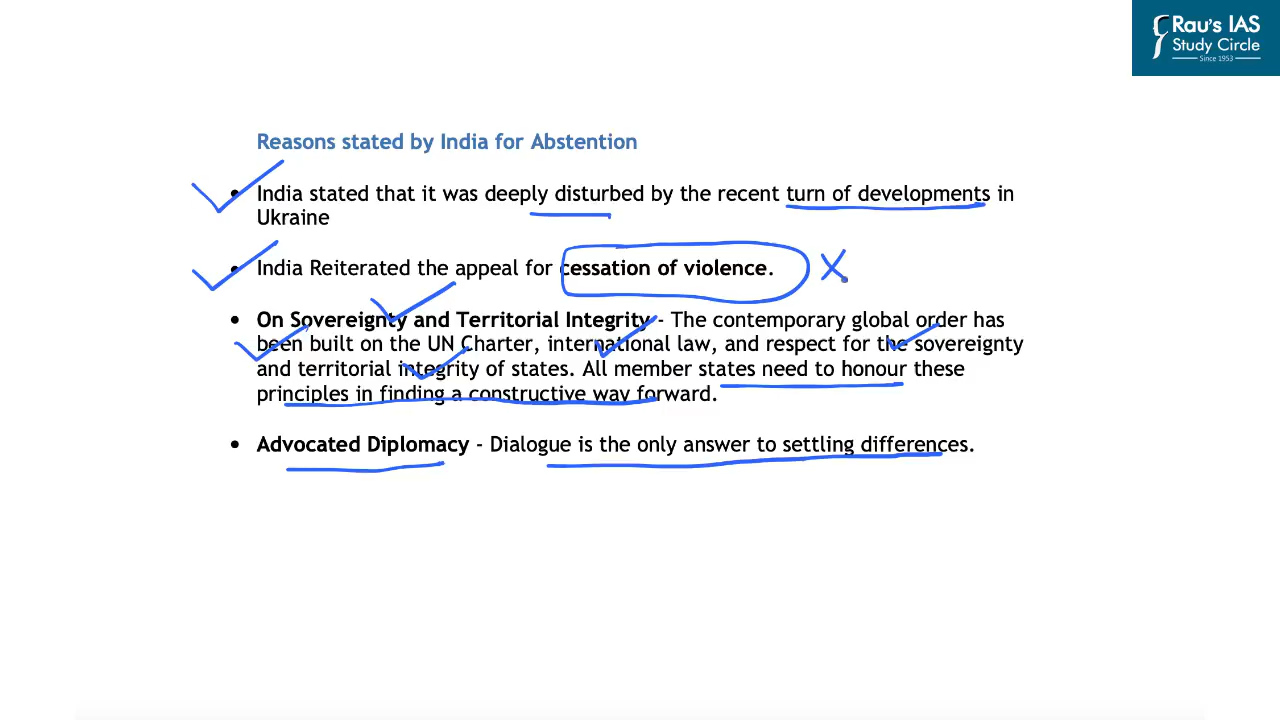 Rau's IAS
Study Circle
Since 1953
Reasons stated by India for Abstention
• India stated that it was deeply disturbed by the recent turn of developments in
Ukraine
• India Reiterated the appeal for cessation of violence.
• On Sovereignty and Territorial Integrity - The contemporary global order has
been built on the UN Charter, international law, and respect for the sovereignty
and territorial integrity of states. All member states need to honour these
principles in finding a constructive way forward.
• Advocated Diplomacy - Dialogue is the only answer to settling differences.